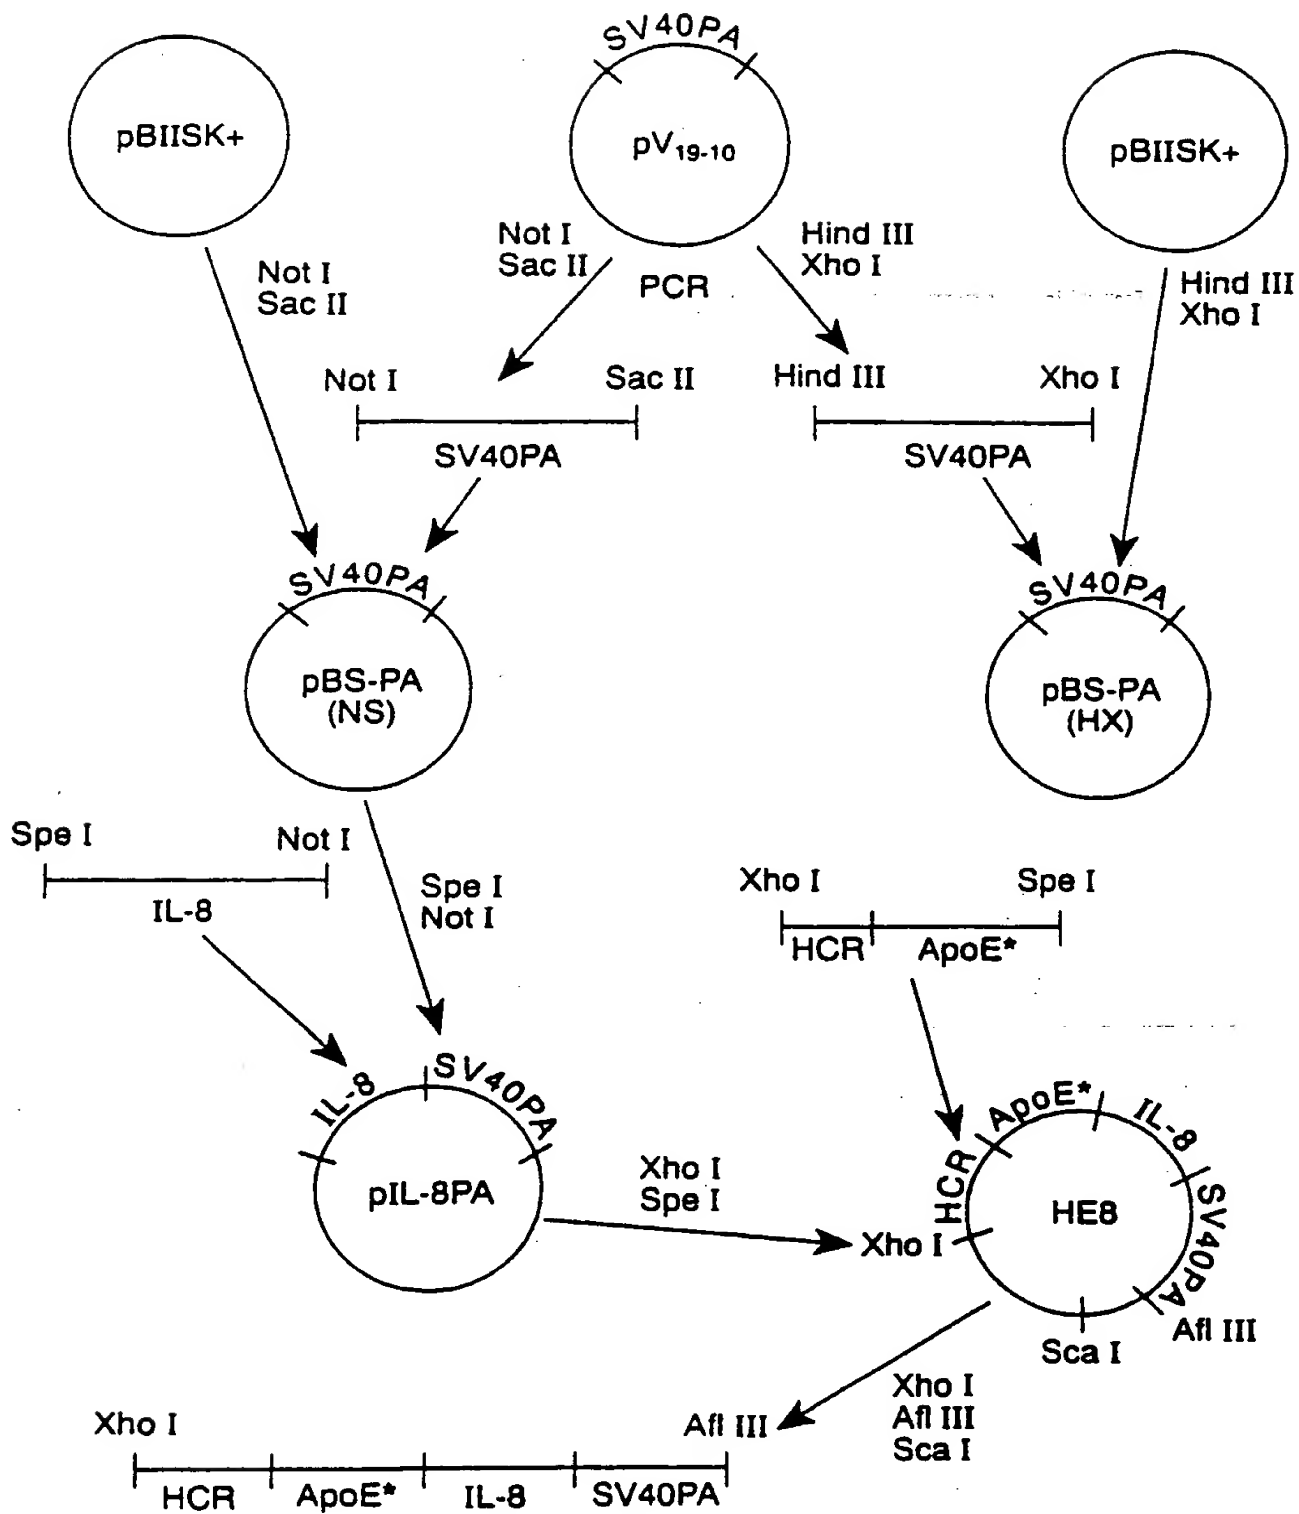 SV40PA
pBIISK+
pV19-10
pBIISK+
Not I
Sac II
Not I
Sac II
PCR
Hind III
Xho I
Hind III
Xho I
Not I
Sac II
Hind III
Xho I
SV40PA
SV40PA
SV40PA
SV40PA
pBS-PA
(NS)
pBS-PA
(HX)
Spe I
Not I
IL-8
Spe I
Not I
Xho I
Spe I
HCR
ApoE*
IL-8
SV40PA
pIL-8PA
Xho I
Spe I
HCR
ApoE*
IL-8
SV40PA
HE8
Xho I
Sca I
Afl III
Xho I
Afl III
Sca I
Xho I
Afl III
HCR
ApoE*
IL-8
SV40PA